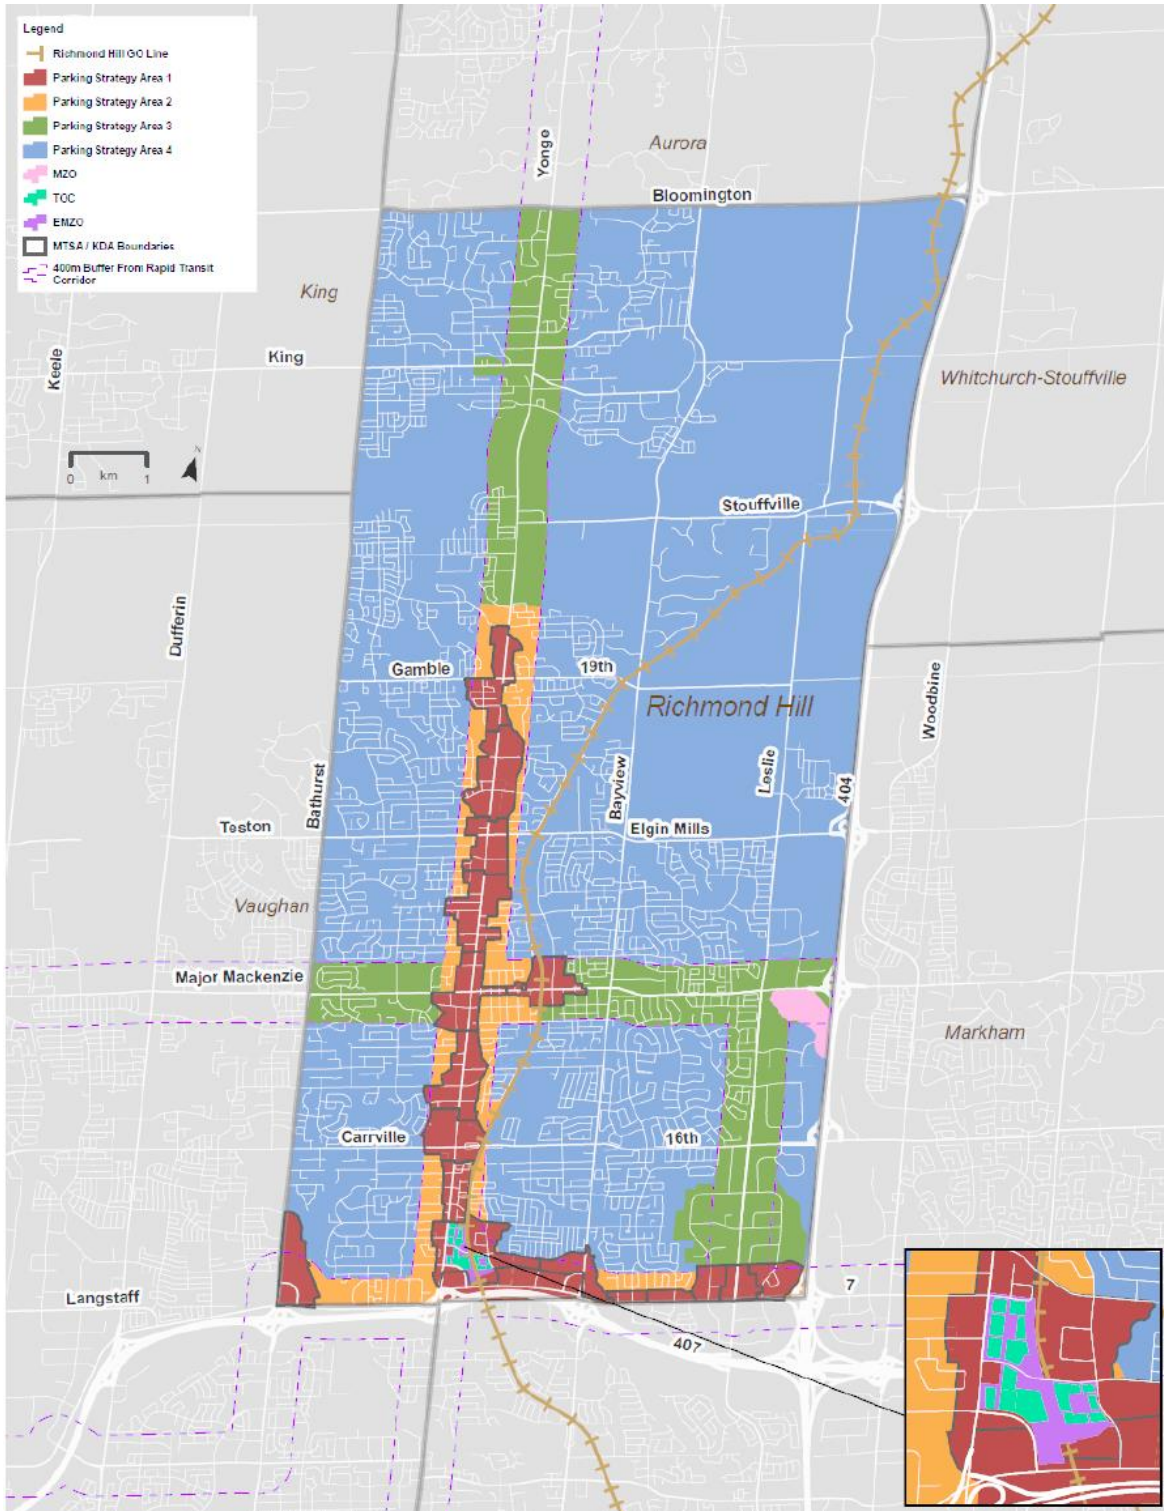 Legend
Richmond Hill GO Line
Parking Strategy Area 1
Parking Strategy Area 2
Parking Strategy Area 3
Parking Strategy Area 4
MZO
TOC
EMZO
MTSA / KDA Boundaries
400m Buffer From Rapid Transit
Corridor
Yonge
Aurora
Bloomington
King
King
Keele
Whitchurch-Stouffville
N
0 km 1
Stouffville
Dufferin
Gamble
19th
Richmond Hill
Woodbine
Bathurst
Bayview
Leslie
404
Teston
Elgin Mills
Vaughan
Major Mackenzie
Markham
Carrville
16th
Langstaff
7
407